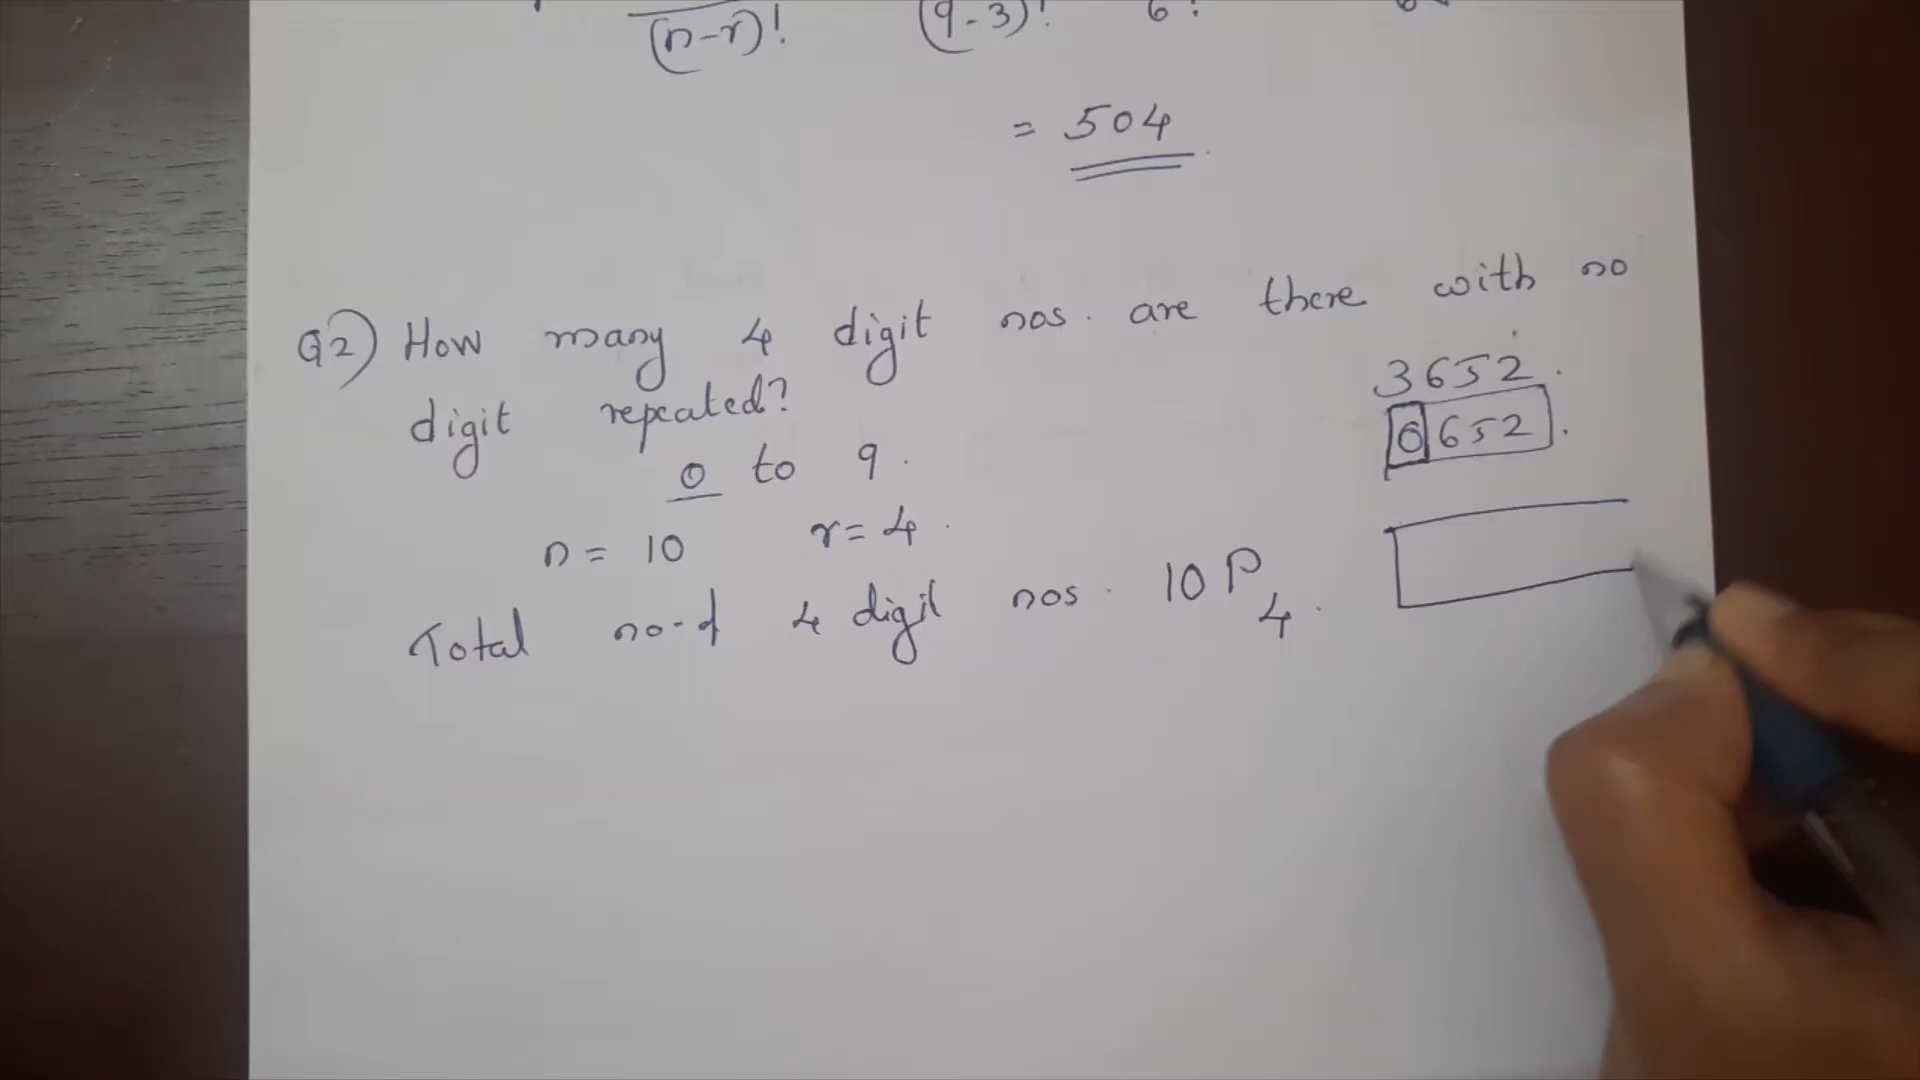 (n-r)! (9-3)! 6!
= 504
Q2) How many 4 digit nos. are there with no
digit repeated?
3652.
0652.
0 to 9.
n = 10 r = 4.
Total no. of 4 digit nos. 10P4.